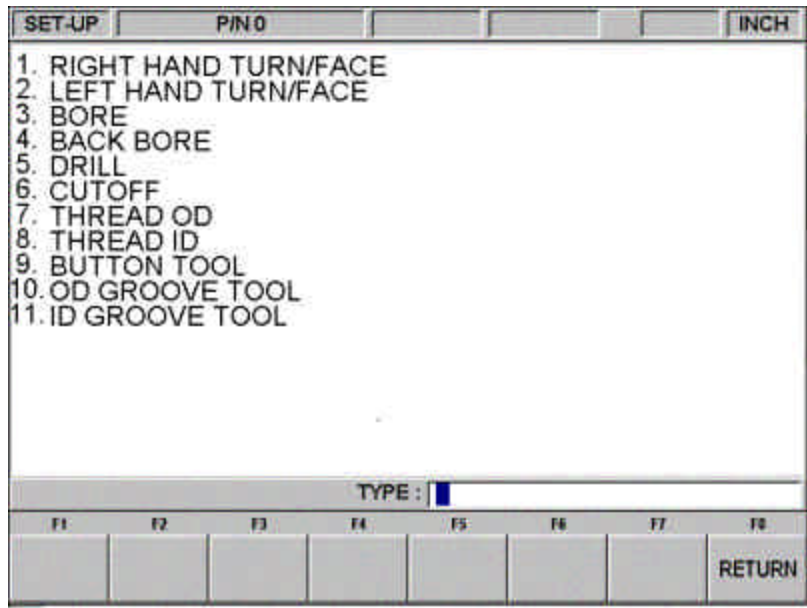 SET-UP P/N 0 INCH
1. RIGHT HAND TURN/FACE
2. LEFT HAND TURN/FACE
3. BORE
4. BACK BORE
5. DRILL
6. CUTOFF
7. THREAD OD
8. THREAD ID
9. BUTTON TOOL
10. OD GROOVE TOOL
11. ID GROOVE TOOL
TYPE :
F1 F2 F3 F4 F5 F6 F7 F8
RETURN